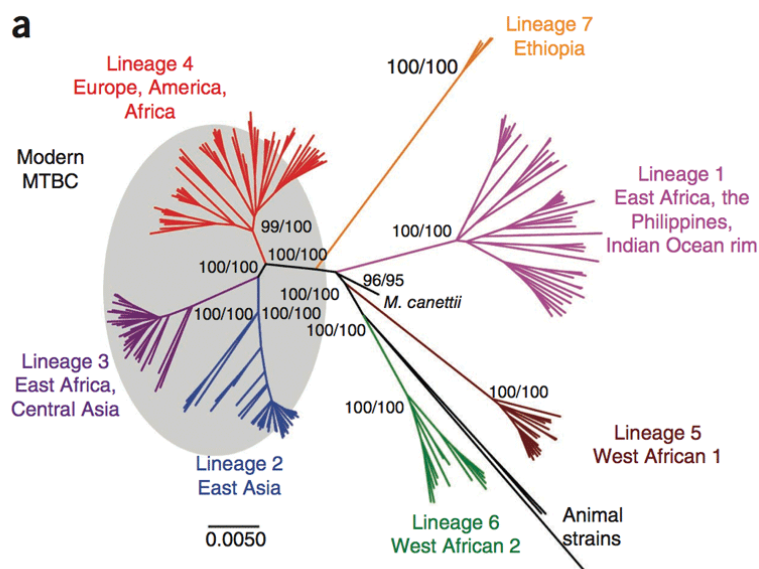 a
Lineage 7
Ethiopia
100/100
Lineage 4
Europe, America,
Africa
Modern
MTBC
Lineage 1
East Africa, the
Philippines,
Indian Ocean rim
99/100
100/100
100/100
100/100
96/95
M. canettii
100/100
100/100
100/100
100/100
Lineage 3
East Africa,
Central Asia
100/100
100/100
Lineage 5
West African 1
Lineage 2
East Asia
Lineage 6
West African 2
Animal
strains
0.0050